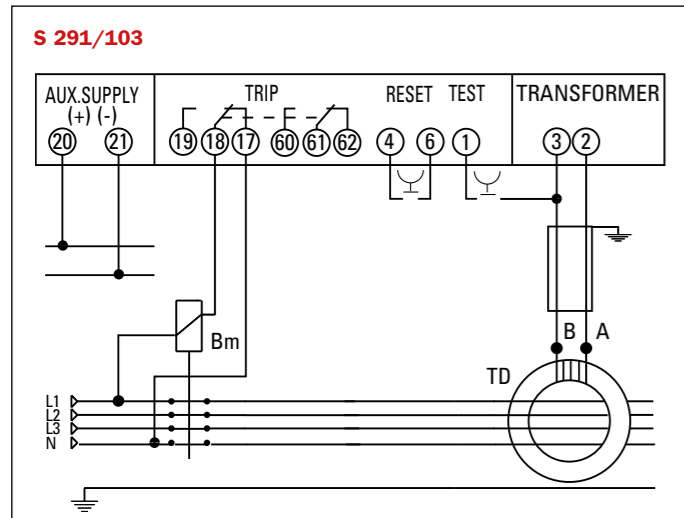 S 291/103
AUX.SUPPLY TRIP RESET TEST TRANSFORMER
(+) (-)
20 21 19 18 17 60 61 62 4 6 1 3 2
Bm
B A
TD
L1
L2
L3
N